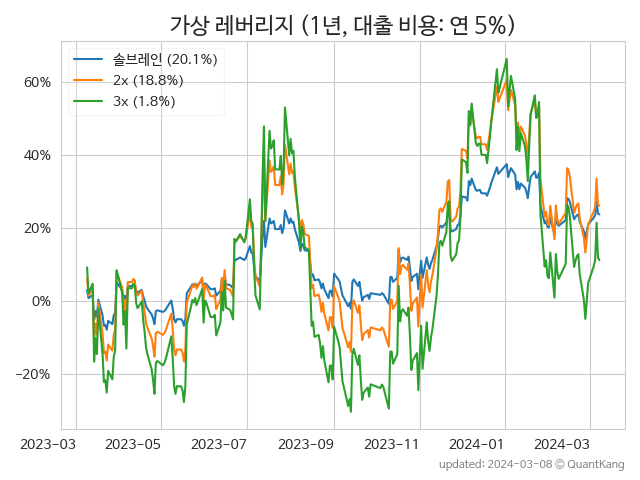 가상 레버리지 (1년, 대출 비용: 연 5%)
솔브레인 (20.1%)
2x (18.8%)
3x (1.8%)
60%
40%
20%
0%
−20%
2023-03 2023-05 2023-07 2023-09 2023-11 2024-01 2024-03
updated: 2024-03-08 © QuantKang